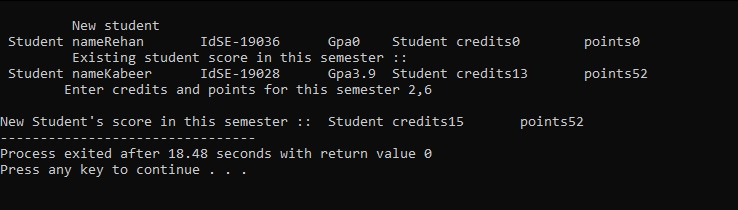 New student
Student nameRehan IdSE-19036 Gpa0 Student credits0 points0
Existing student score in this semester ::
Student nameKabeer IdSE-19028 Gpa3.9 Student credits13 points52
Enter credits and points for this semester 2,6
New Student's score in this semester :: Student credits15 points52
--------------------------------
Process exited after 18.48 seconds with return value 0
Press any key to continue . . .